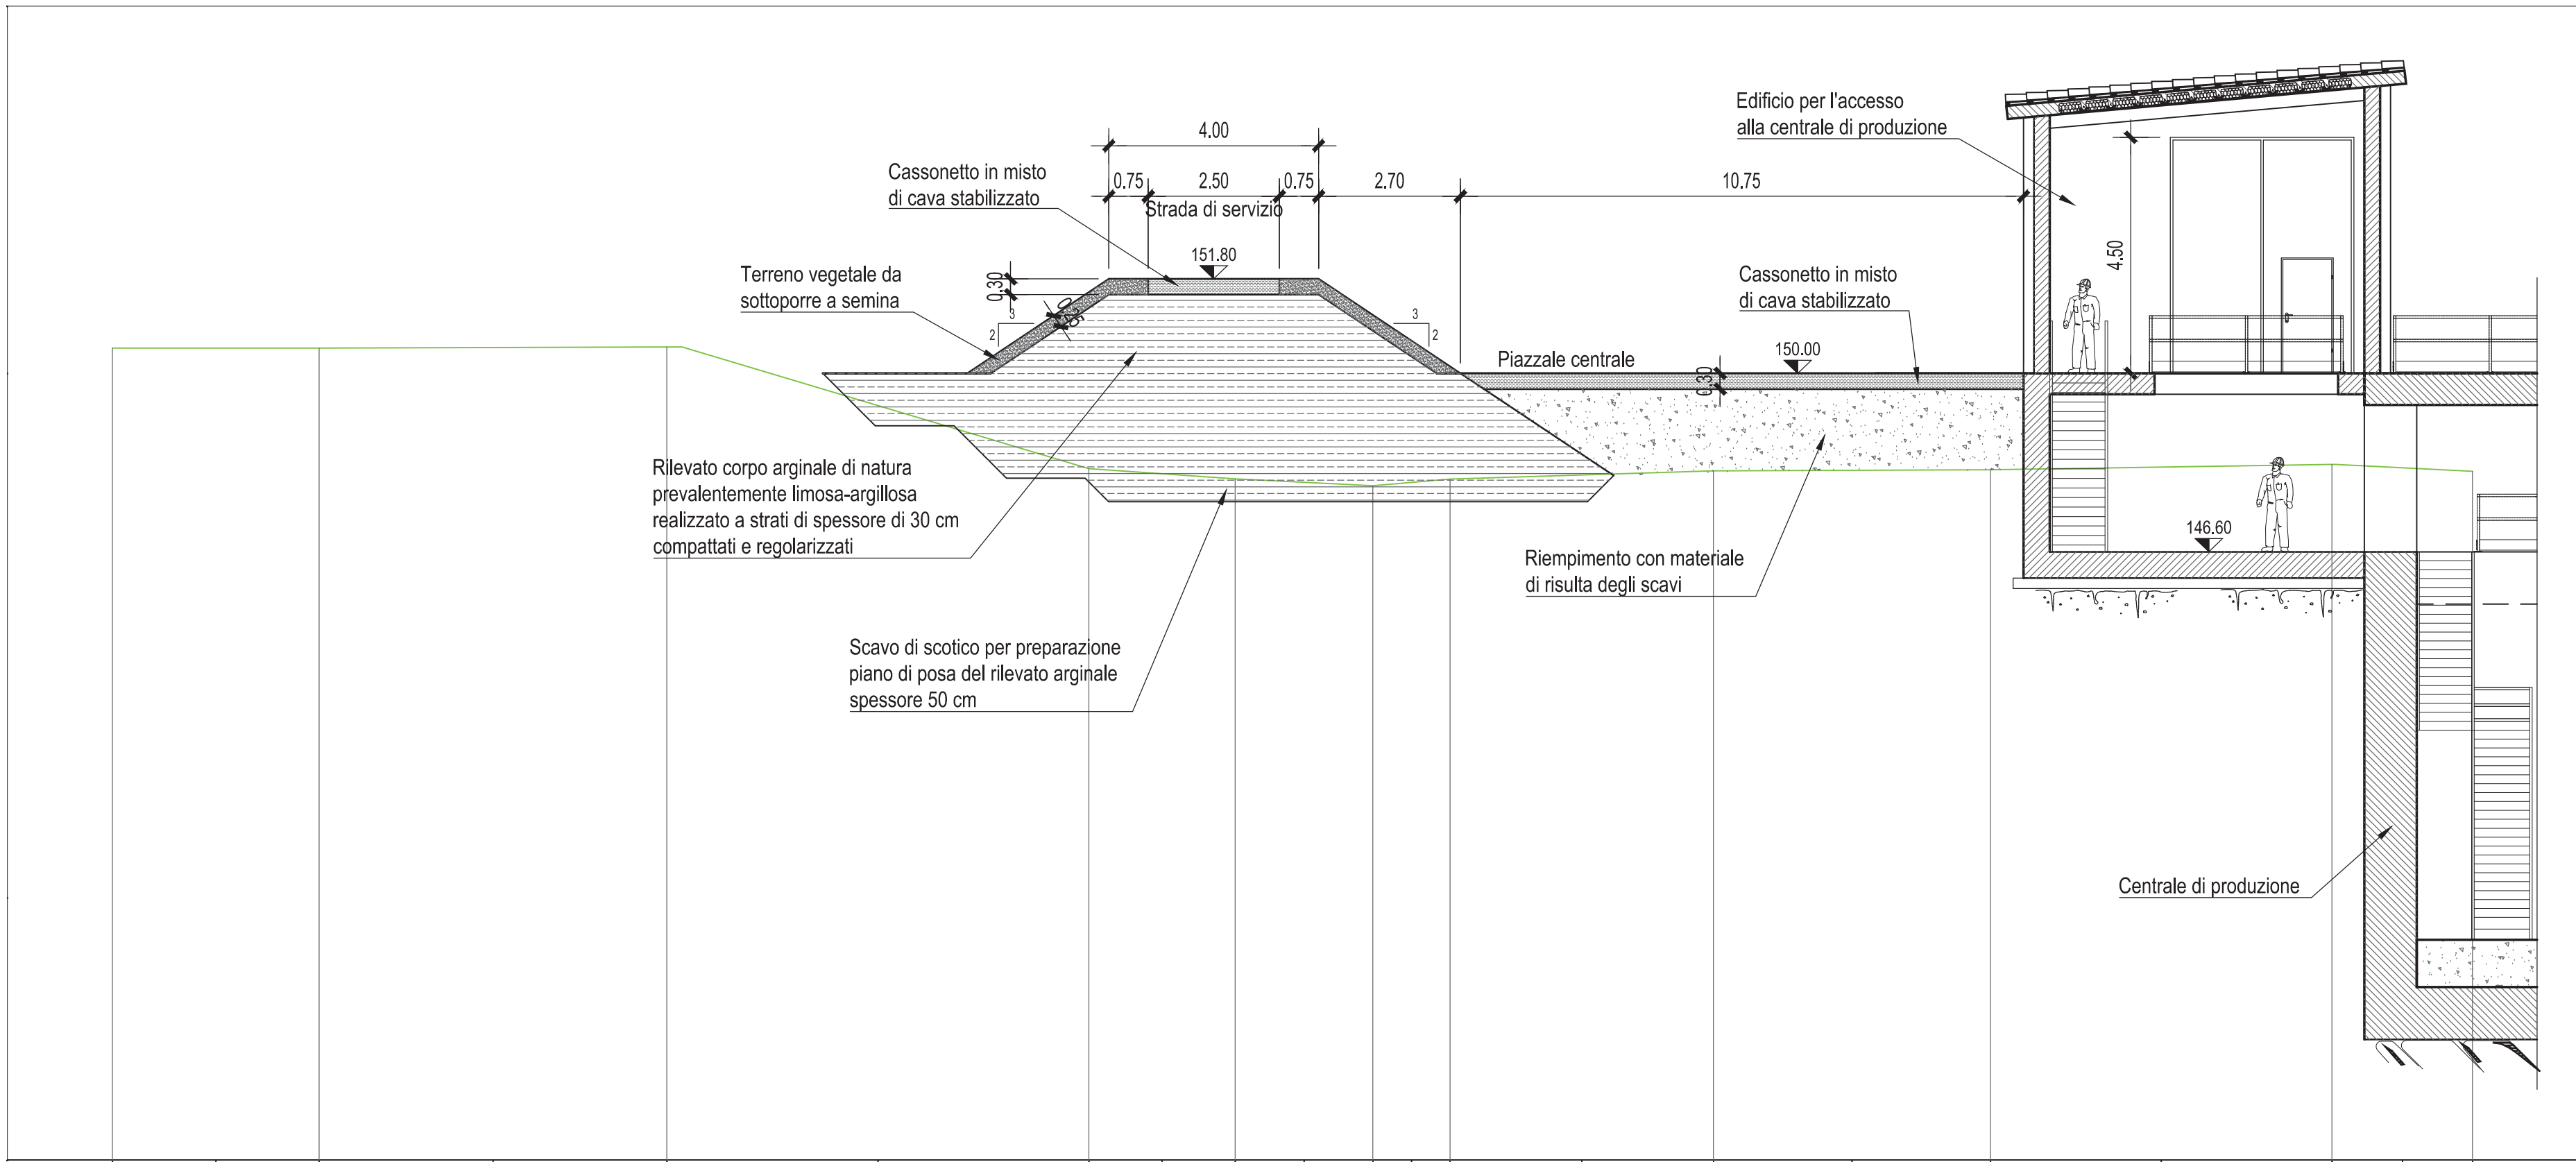 Edificio per l'accesso
alla centrale di produzione
4.00
Cassonetto in misto
di cava stabilizzato
0.75
2.50
0.75
2.70
10.75
Strada di servizio
4.50
151.80
Terreno vegetale da
sottoporre a semina
0.30
0.30
3
2
3
2
Cassonetto in misto
di cava stabilizzato
Piazzale centrale
150.00
0.30
Rilevato corpo arginale di natura
prevalentemente limosa-argillosa
realizzato a strati di spessore di 30 cm
compattati e regolarizzati
146.60
Riempimento con materiale
di risulta degli scavi
Scavo di scotico per preparazione
piano di posa del rilevato arginale
spessore 50 cm
Centrale di produzione